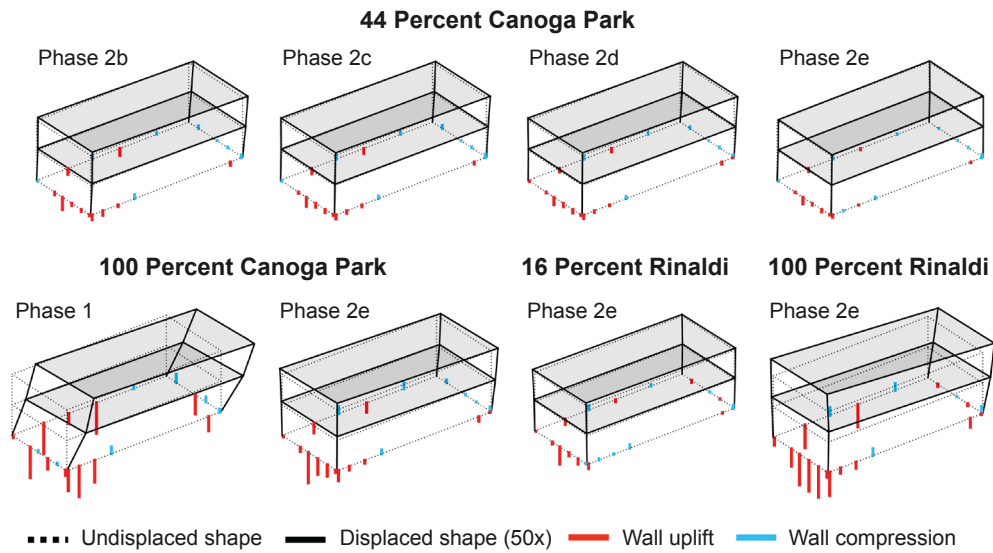 44 Percent Canoga Park
Phase 2b
Phase 2c
Phase 2d
Phase 2e
100 Percent Canoga Park
16 Percent Rinaldi
100 Percent Rinaldi
Phase 1
Phase 2e
Phase 2e
Phase 2e
Undisplaced shape
Displaced shape (50x)
Wall uplift
Wall compression